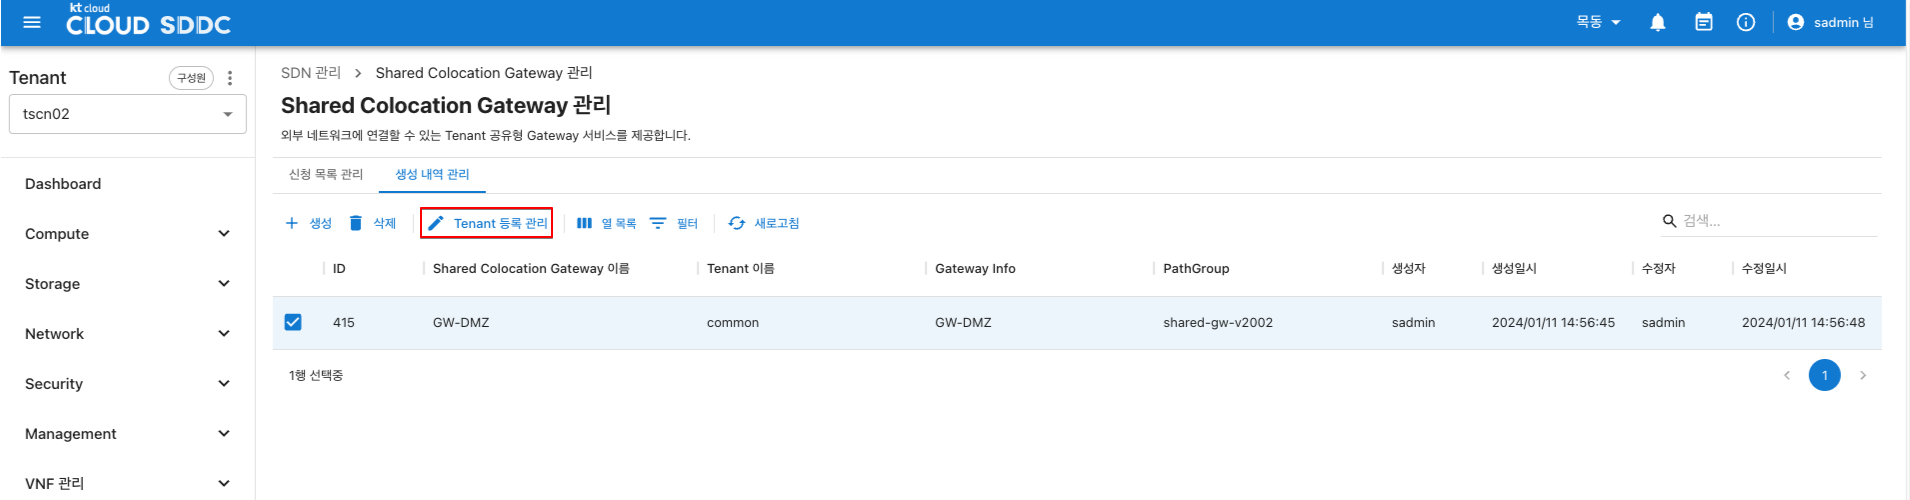 kt cloud
CLOUD SDDC
목동
sadmin 님
Tenant
구성원
tscn02
Dashboard
Compute
Storage
Network
Security
Management
VNF 관리
SDN 관리 > Shared Colocation Gateway 관리
Shared Colocation Gateway 관리
외부 네트워크에 연결할 수 있는 Tenant 공유형 Gateway 서비스를 제공합니다.
신청 목록 관리 생성 내역 관리
생성 삭제 Tenant 등록 관리 열 목록 필터 새로고침 검색...
ID Shared Colocation Gateway 이름 Tenant 이름 Gateway Info PathGroup 생성자 생성일시 수정자 수정일시
415 GW-DMZ common GW-DMZ shared-gw-v2002 sadmin 2024/01/11 14:56:45 sadmin 2024/01/11 14:56:48
1행 선택중
1